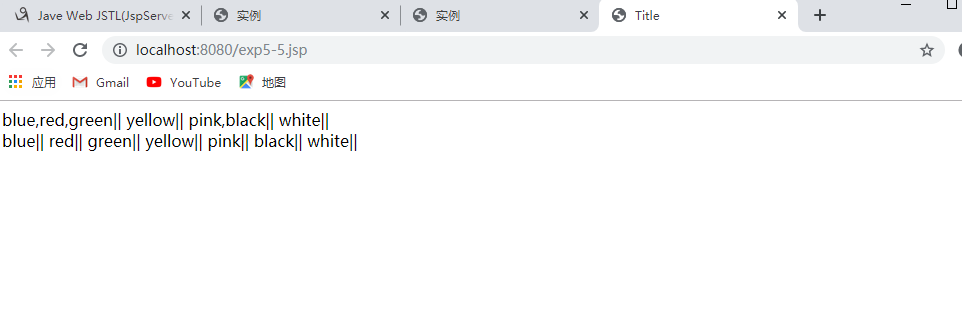 Jave Web JSTL(JspServe
实例
实例
Title
localhost:8080/exp5-5.jsp
应用 Gmail YouTube 地图
blue,red,green|| yellow|| pink,black|| white||
blue|| red|| green|| yellow|| pink|| black|| white||